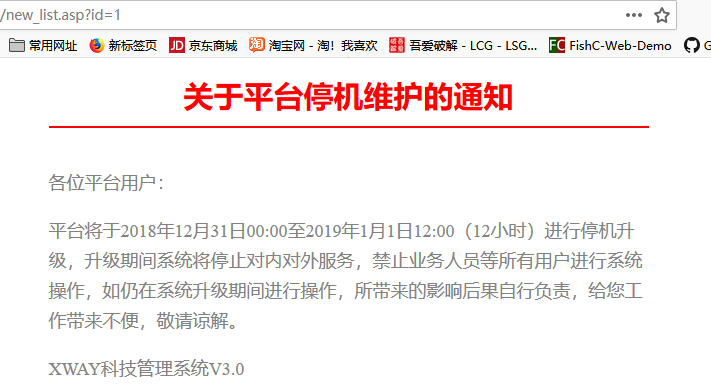 /new_list.asp?id=1
常用网址 新标签页 京东商城 淘宝网 - 淘！我喜欢 吾爱破解 - LCG - LSG... FishC-Web-Demo G
关于平台停机维护的通知
各位平台用户：
平台将于2018年12月31日00:00至2019年1月1日12:00（12小时）进行停机升
级，升级期间系统将停止对内对外服务，禁止业务人员等所有用户进行系统
操作，如仍在系统升级期间进行操作，所带来的影响后果自行负责，给您工
作带来不便，敬请谅解。
XWAY科技管理系统V3.0